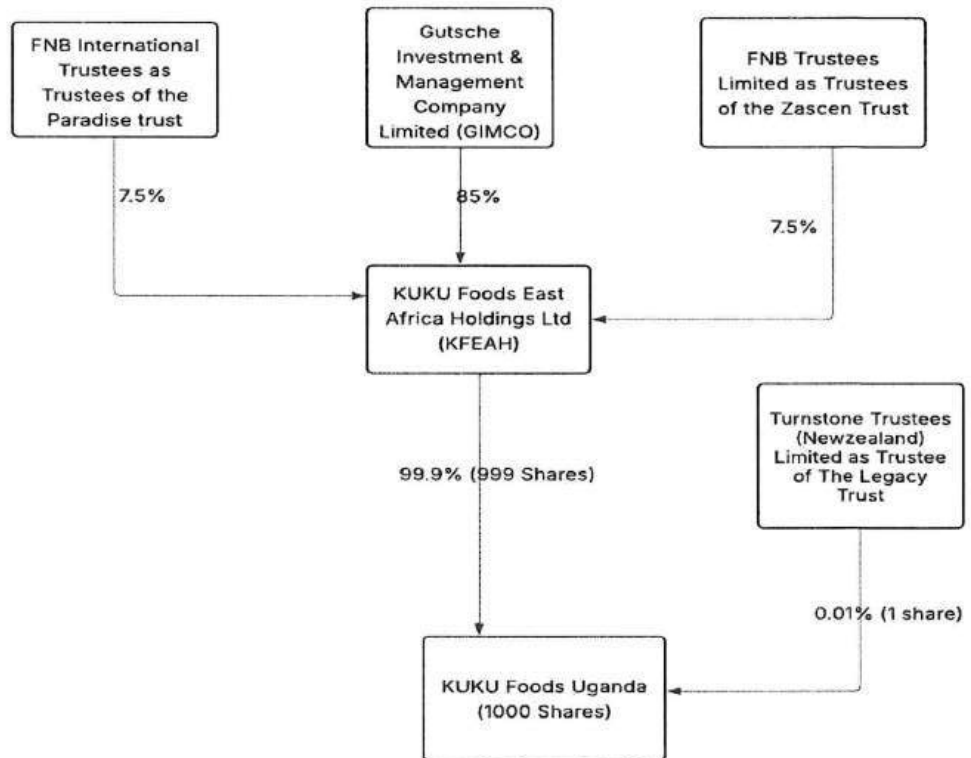 FNB International
Trustees as
Trustees of the
Paradise trust
Gutsche
Investment &
Management
Company
Limited (GIMCO)
FNB Trustees
Limited as Trustees
of the Zascen Trust
7.5%
85%
7.5%
KUKU Foods East
Africa Holdings Ltd
(KFEAH)
Turnstone Trustees
(Newzealand)
Limited as Trustee
of The Legacy
Trust
99.9% (999 Shares)
0.01% (1 share)
KUKU Foods Uganda
(1000 Shares)